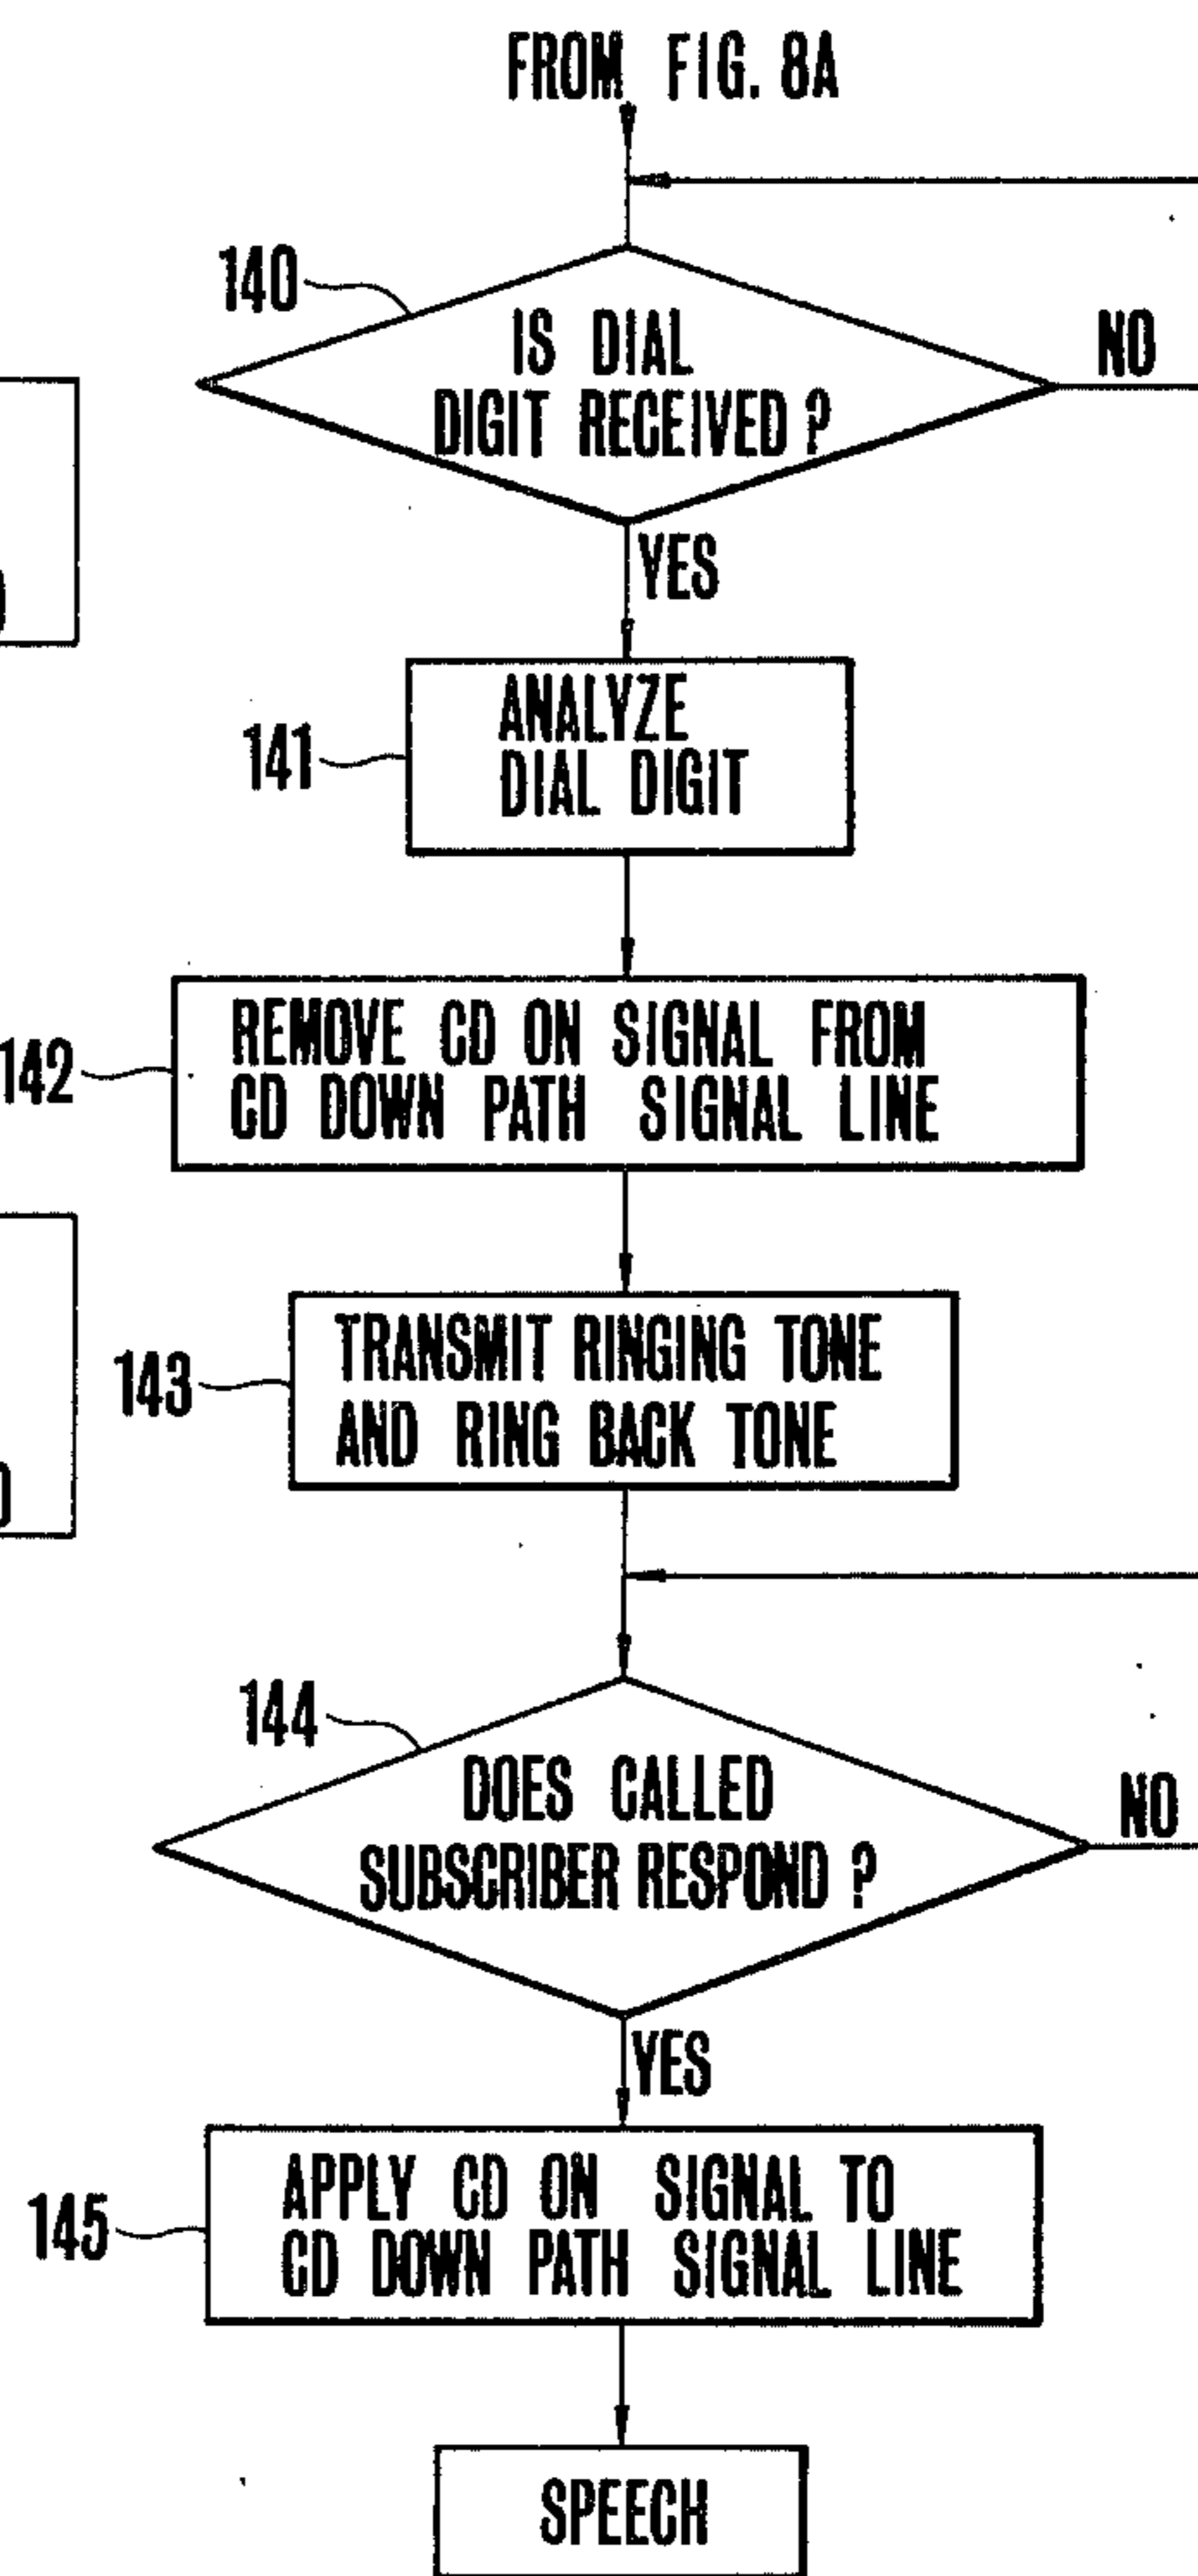 FROM FIG. 8A
140
IS DIAL
DIGIT RECEIVED ?
NO
YES
141
ANALYZE
DIAL DIGIT
142
REMOVE CD ON SIGNAL FROM
CD DOWN PATH SIGNAL LINE
143
TRANSMIT RINGING TONE
AND RING BACK TONE
144
DOES CALLED
SUBSCRIBER RESPOND ?
NO
YES
145
APPLY CD ON SIGNAL TO
CD DOWN PATH SIGNAL LINE
SPEECH